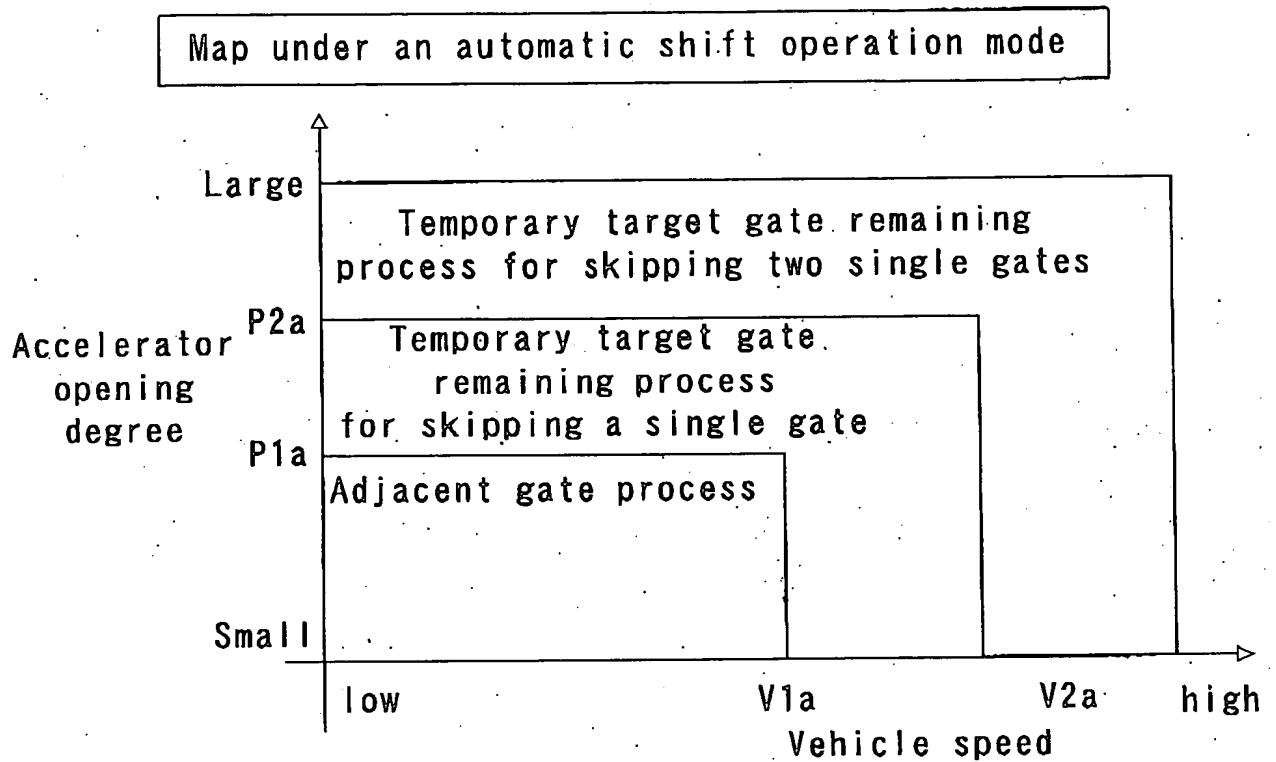 Map under an automatic shift operation mode
Large
Temporary target gate remaining
process for skipping two single gates
P2a
Accelerator
opening
degree
Temporary target gate
remaining process
for skipping a single gate
P1a
Adjacent gate process
Small
low
V1a
V2a
high
Vehicle speed